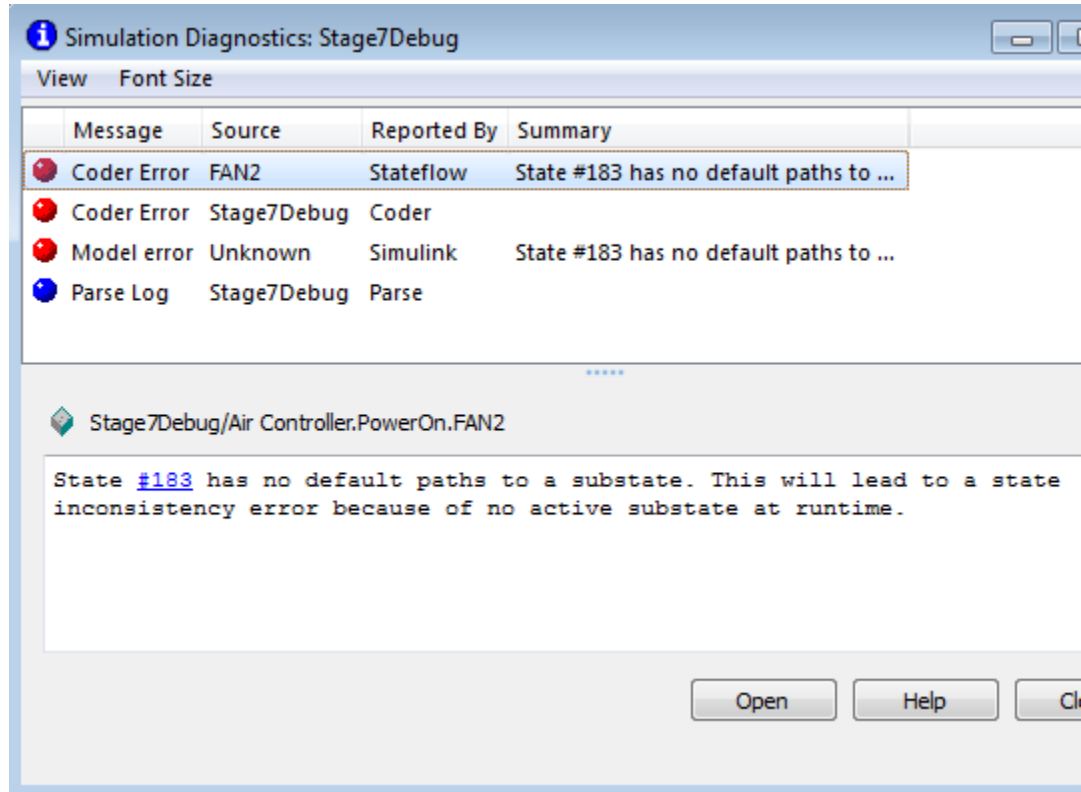 Simulation Diagnostics: Stage7Debug
View Font Size
Message Source Reported By Summary
Coder Error FAN2 Stateflow State #183 has no default paths to ...
Coder Error Stage7Debug Coder
Model error Unknown Simulink State #183 has no default paths to ...
Parse Log Stage7Debug Parse
Stage7Debug/Air Controller.PowerOn.FAN2
State #183 has no default paths to a substate. This will lead to a state
inconsistency error because of no active substate at runtime.
Open Help